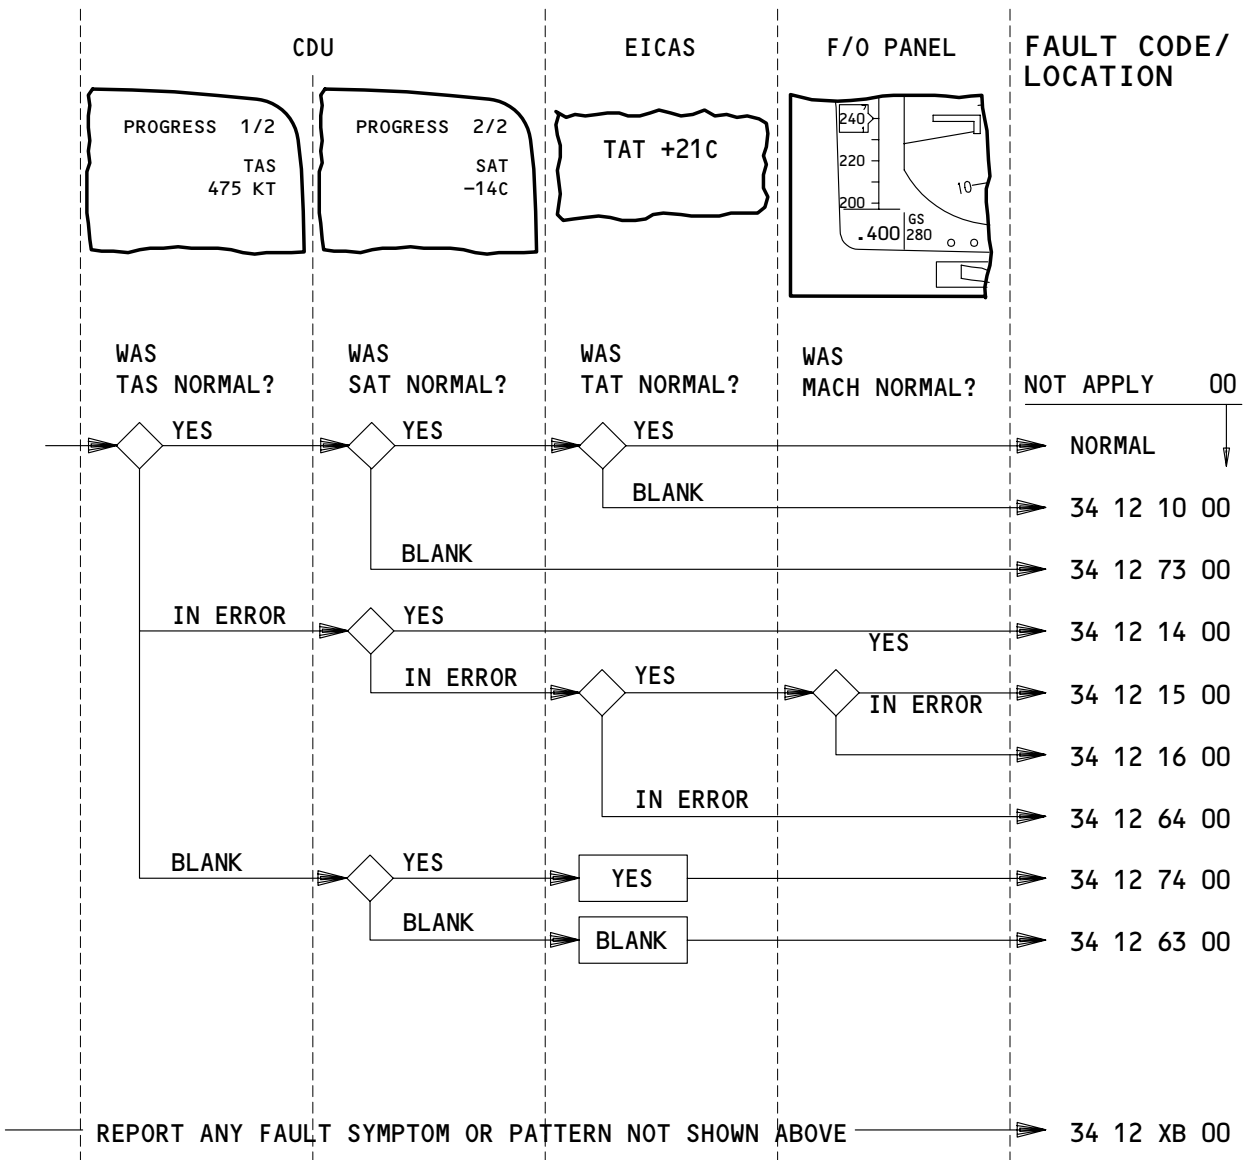 CDU
EICAS
F/O PANEL
FAULT CODE/
LOCATION
PROGRESS 1/2
TAS
475 KT
PROGRESS 2/2
SAT
-14C
TAT +21C
240
220
200
.400
GS
280
10
WAS
TAS NORMAL?
WAS
SAT NORMAL?
WAS
TAT NORMAL?
WAS
MACH NORMAL?
NOT APPLY 00
YES
YES
YES
NORMAL
BLANK
34 12 10 00
BLANK
34 12 73 00
IN ERROR
YES
34 12 14 00
YES
IN ERROR
YES
IN ERROR
34 12 15 00
34 12 16 00
IN ERROR
34 12 64 00
BLANK
YES
YES
34 12 74 00
BLANK
BLANK
34 12 63 00
REPORT ANY FAULT SYMPTOM OR PATTERN NOT SHOWN ABOVE
34 12 XB 00